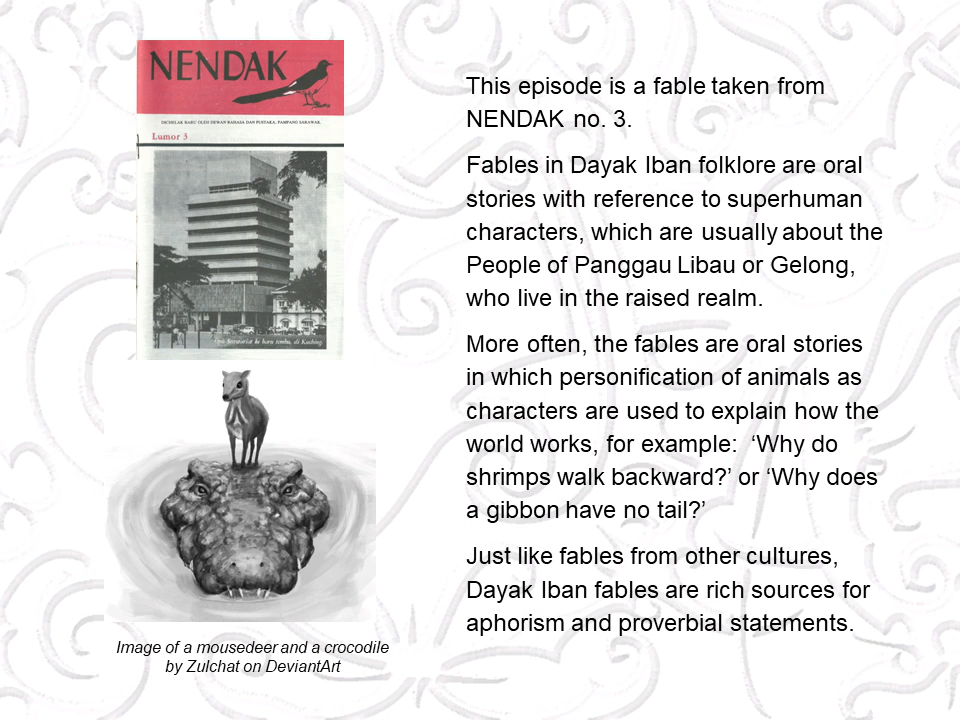 NENDAK
DICHELAK BARU OLEH DEWAN BAHASA DAN PUSTAKA, PAMPANG SARAWAK.
Lumor 3
di Kuching
Image of a mousedeer and a crocodile
by Zulchat on DeviantArt
This episode is a fable taken from
NENDAK no. 3.
Fables in Dayak Iban folklore are oral
stories with reference to superhuman
characters, which are usually about the
People of Panggau Libau or Gelong,
who live in the raised realm.
More often, the fables are oral stories
in which personification of animals as
characters are used to explain how the
world works, for example: ‘Why do
shrimps walk backward?’ or ‘Why does
a gibbon have no tail?’
Just like fables from other cultures,
Dayak Iban fables are rich sources for
aphorism and proverbial statements.